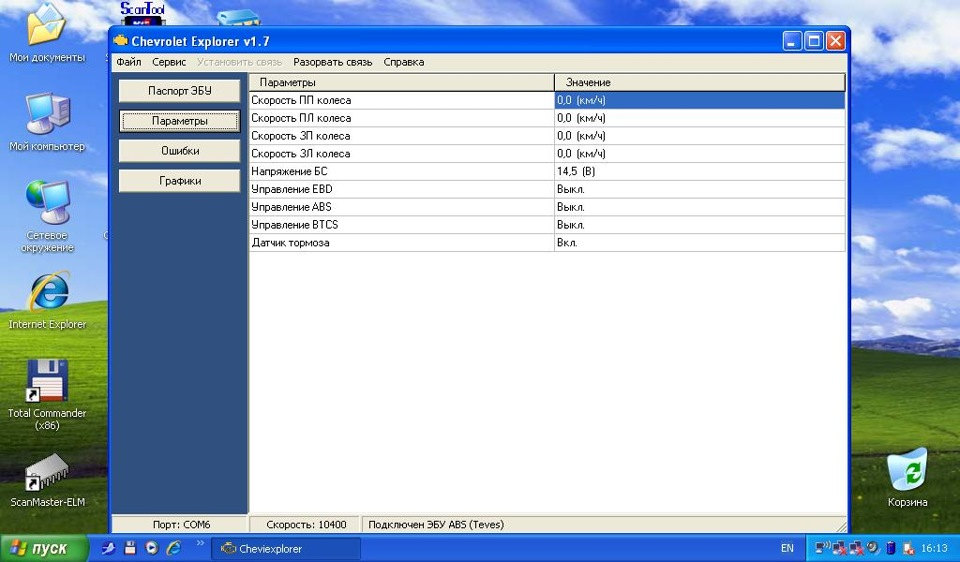 ScanTool
Мои документы
Мой компьютер
Сетевое
окружение
Internet Explorer
Total Commander
(x86)
ScanMaster-ELM
Chevrolet Explorer v1.7
Файл Сервис Установить связь Разорвать связь Справка
Паспорт ЭБУ
Параметры
Ошибки
Графики
Параметры Значение
Скорость ПП колеса 0,0 (км/ч)
Скорость ПЛ колеса 0,0 (км/ч)
Скорость ЗП колеса 0,0 (км/ч)
Скорость ЗЛ колеса 0,0 (км/ч)
Напряжение БС 14,5 (В)
Управление EBD Выкл.
Управление ABS Выкл.
Управление BTCS Выкл.
Датчик тормоза Вкл.
Порт: COM6 Скорость: 10400 Подключен ЭБУ ABS (Teves)
Корзина
пуск Cheviexplorer EN 16:13